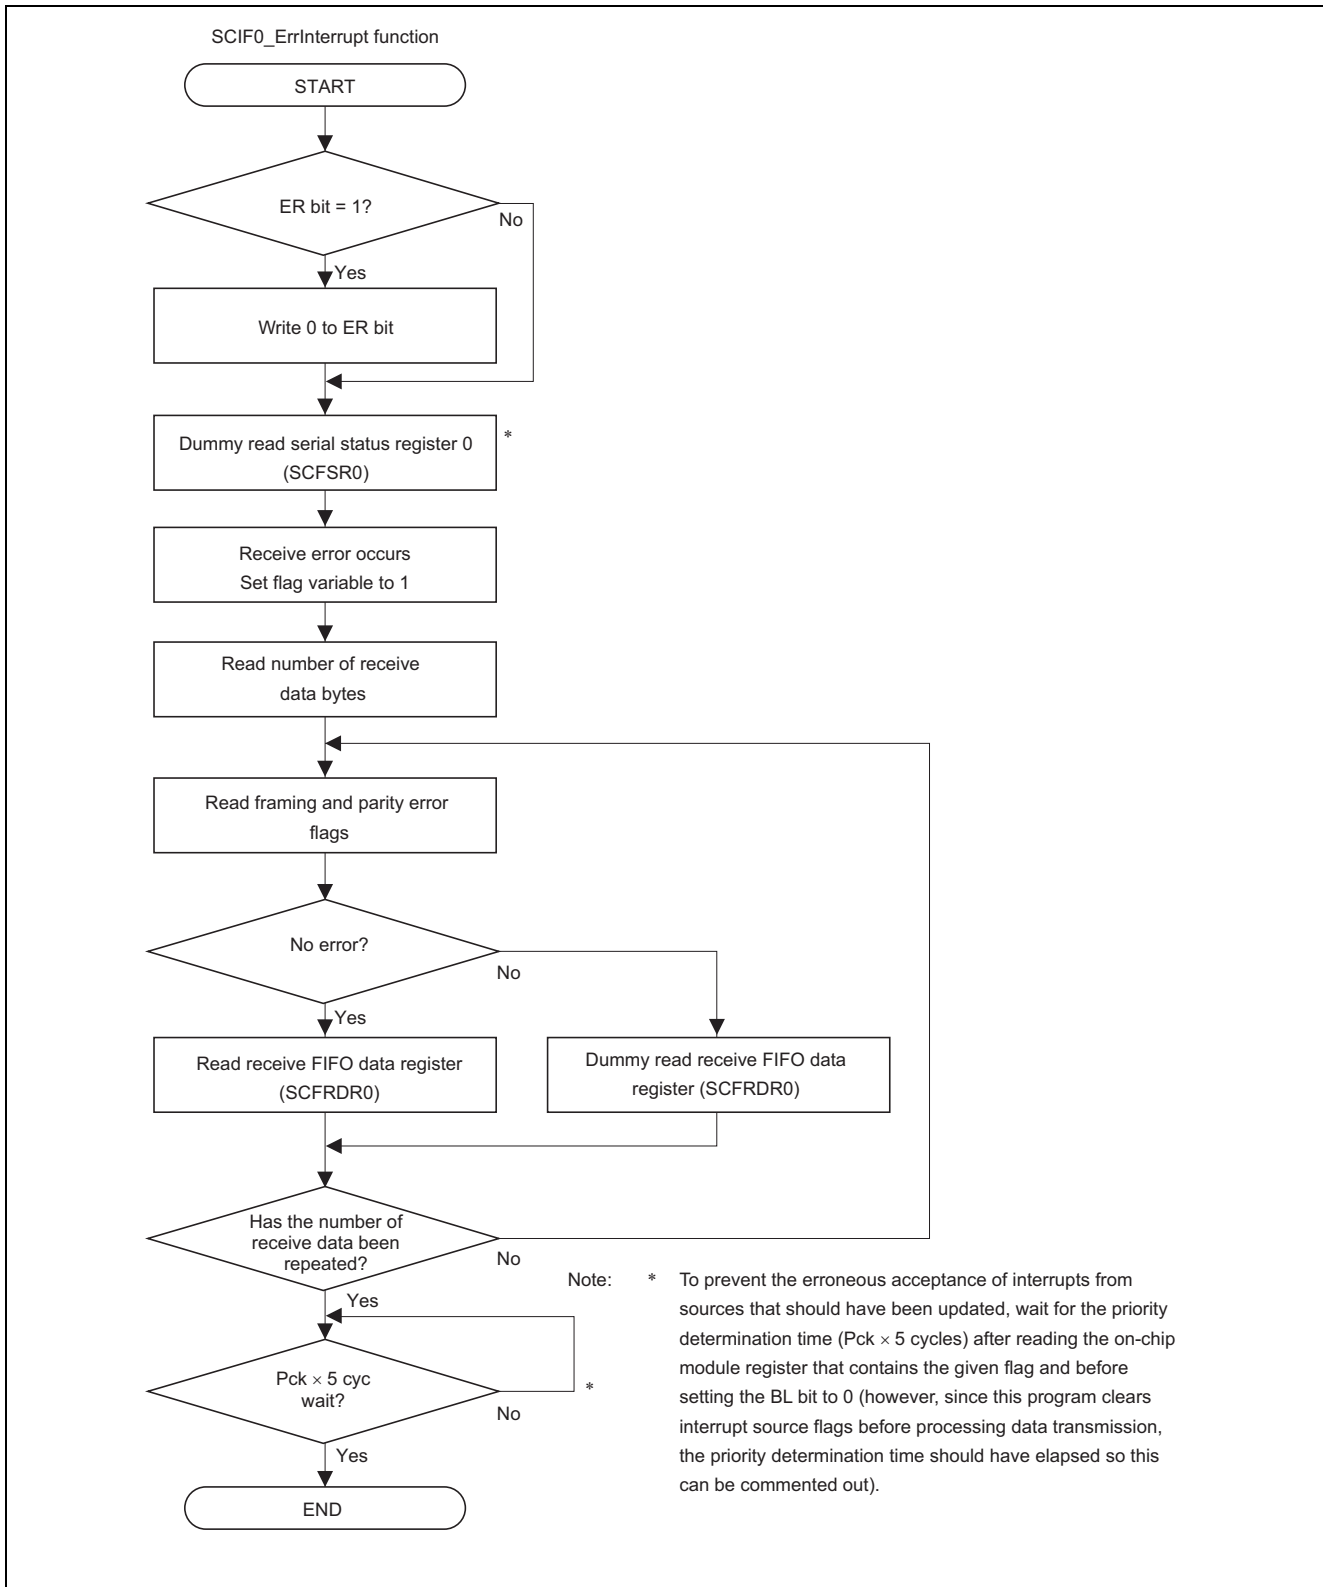 SCIF0_ErrInterrupt function
START
ER bit = 1?
No
Yes
Write 0 to ER bit
Dummy read serial status register 0
(SCFSR0)
*
Receive error occurs
Set flag variable to 1
Read number of receive
data bytes
Read framing and parity error
flags
No error?
No
Yes
Read receive FIFO data register
(SCFRDR0)
Dummy read receive FIFO data
register (SCFRDR0)
Has the number of
receive data been
repeated?
No
Yes
Pck × 5 cyc
wait?
*
No
Yes
END
Note: * To prevent the erroneous acceptance of interrupts from
sources that should have been updated, wait for the priority
determination time (Pck × 5 cycles) after reading the on-chip
module register that contains the given flag and before
setting the BL bit to 0 (however, since this program clears
interrupt source flags before processing data transmission,
the priority determination time should have elapsed so this
can be commented out).